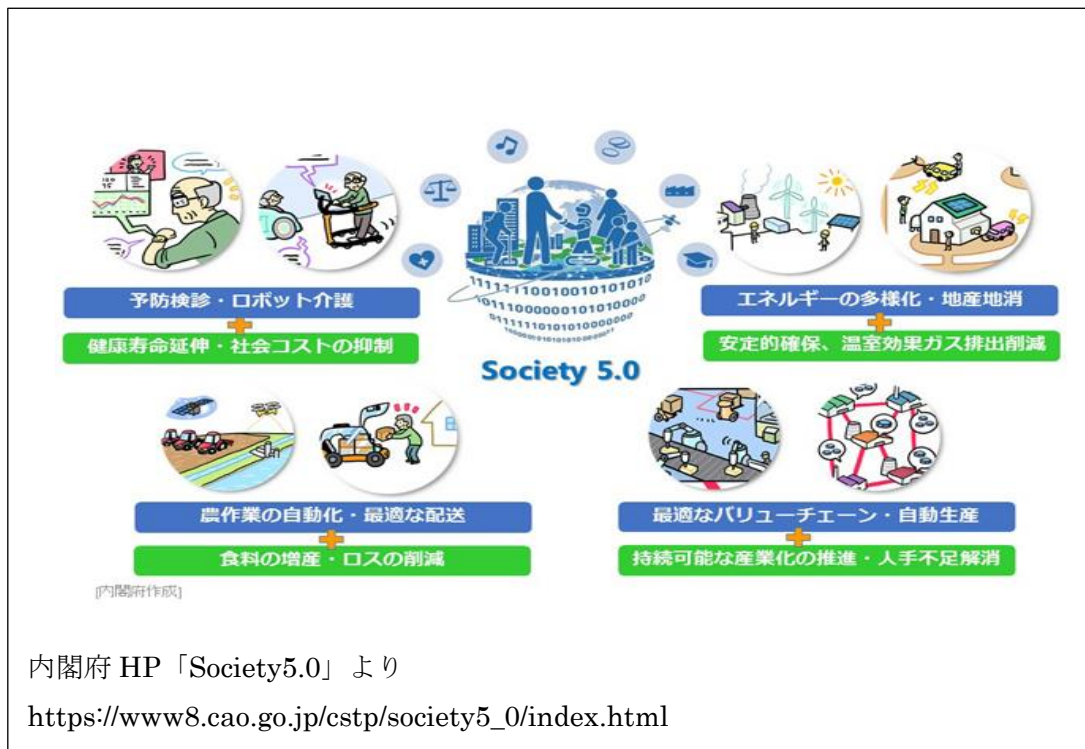 予防検診・ロボット介護
健康寿命延伸・社会コストの抑制
エネルギーの多様化・地産地消
安定的確保、温室効果ガス排出削減
Society 5.0
農作業の自動化・最適な配送
食料の増産・ロスの削減
最適なバリューチェーン・自動生産
持続可能な産業化の推進・人手不足解消
[内閣府作成]
内閣府 HP「Society5.0」より
https://www8.cao.go.jp/cstp/society5_0/index.html